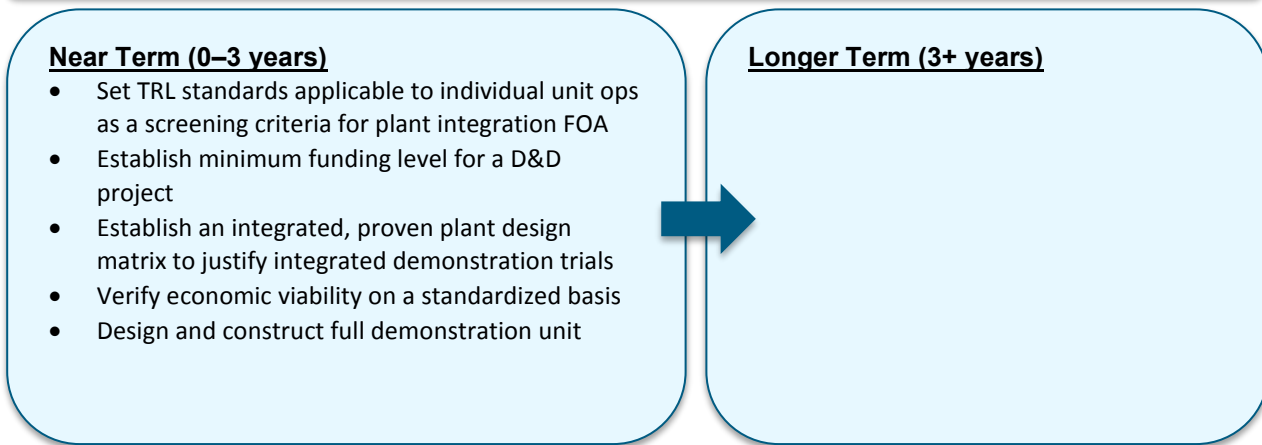 Near Term (0–3 years)
• Set TRL standards applicable to individual unit ops
as a screening criteria for plant integration FOA
• Establish minimum funding level for a D&D
project
• Establish an integrated, proven plant design
matrix to justify integrated demonstration trials
• Verify economic viability on a standardized basis
• Design and construct full demonstration unit
Longer Term (3+ years)